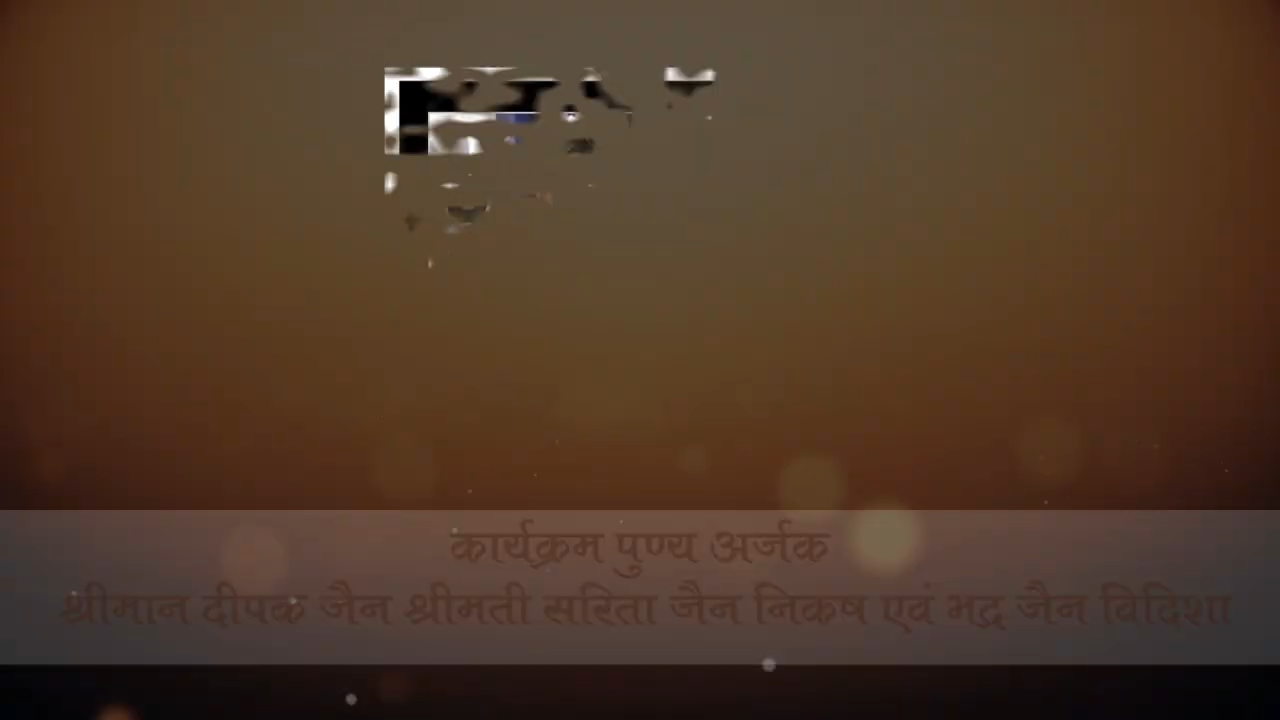 कार्यक्रम पुण्य अर्जक
श्रीमान दीपक जैन श्रीमती सरिता जैन निकष एवं भद्र जैन विदिशा